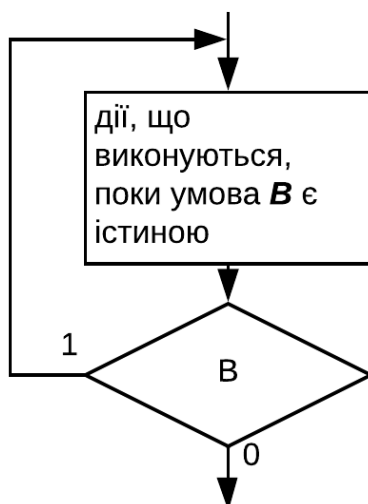 дії, що
виконуються,
поки умова В є
істиною
1
В
0